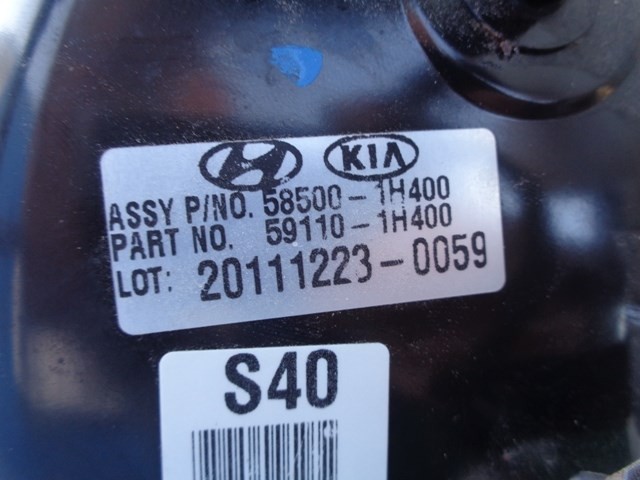 KIA
ASSY P/NO. 58500-1H400
PART NO. 59110-1H400
LOT: 20111223-0059
S40